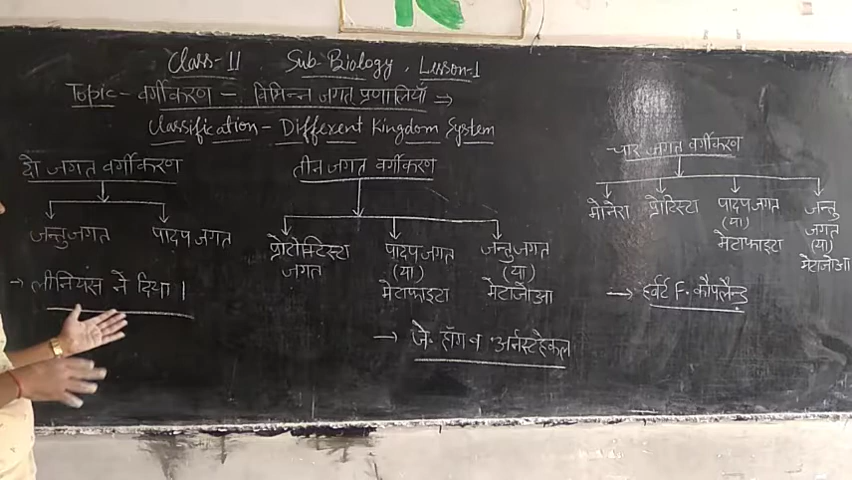 Class-11 Sub-Biology, Lesson-1
Topic- वर्गीकरण - विभिन्न जगत प्रणालियाँ ⇒
Classification - Different Kingdom System
दो जगत वर्गीकरण
जन्तुजगत पादप जगत
→ लीनियस ने दिया।
तीन जगत वर्गीकरण
प्रोटोसिस्टा जगत
पादपजगत (या) मेटाफाइटा
जन्तुजगत (या) मेटाजोआ
→ जे. हॉग व अर्नस्ट हेकल
चार जगत वर्गीकरण
मोनेरा प्रोटिस्टा
पादपजगत (या) मेटाफाइटा
जन्तु जगत (या) मेटाजोआ
→ हर्वर्ट F. कौपलैन्ड